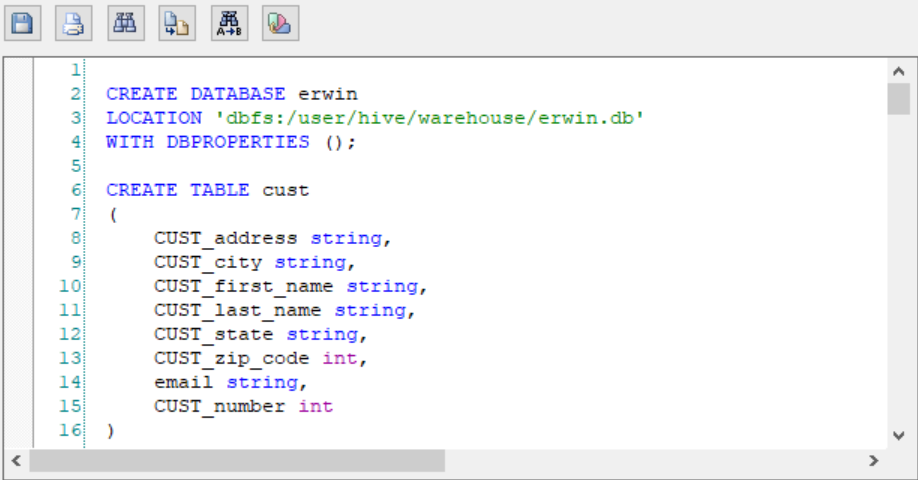 A→B
1
2 CREATE DATABASE erwin
3 LOCATION 'dbfs:/user/hive/warehouse/erwin.db'
4 WITH DBPROPERTIES ();
5
6 CREATE TABLE cust
7 (
8 CUST_address string,
9 CUST_city string,
10 CUST_first_name string,
11 CUST_last_name string,
12 CUST_state string,
13 CUST_zip_code int,
14 email string,
15 CUST_number int
16 )